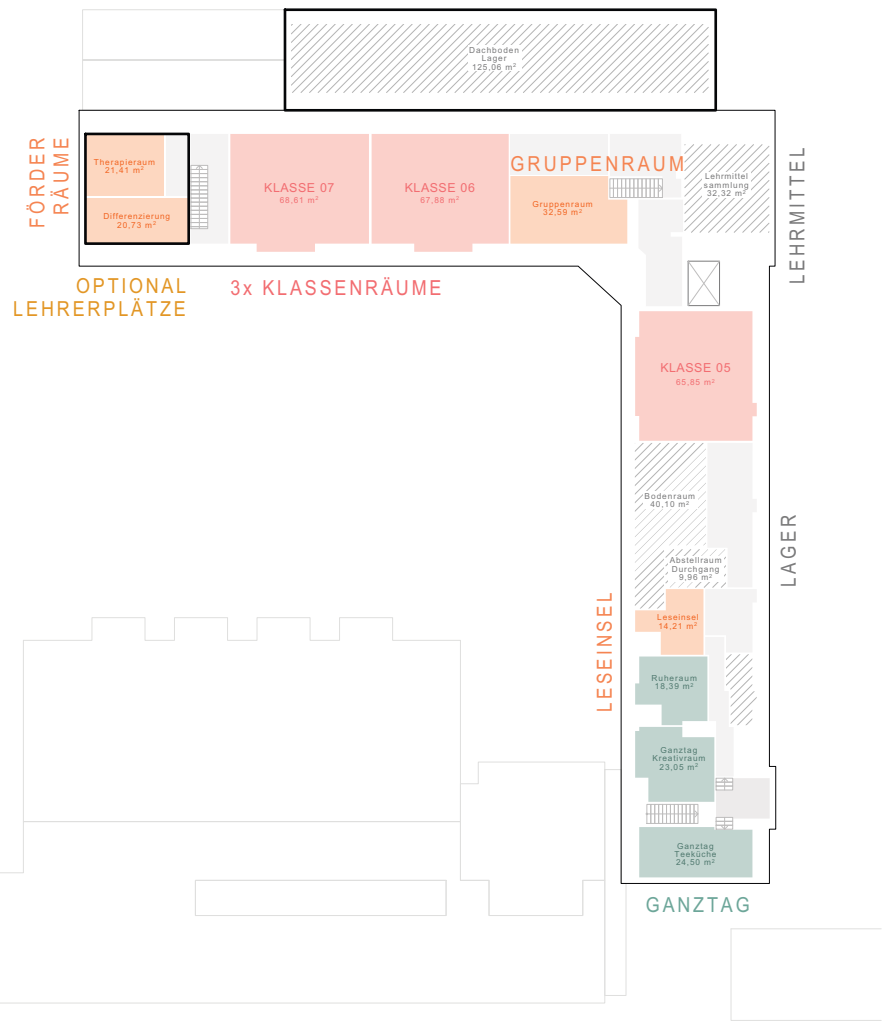 Dachboden
Lager
125,06 m²
FÖRDER
RÄUME
Therapieraum
21,41 m²
Differenzierung
20,73 m²
KLASSE 07
68,61 m²
KLASSE 06
67,88 m²
GRUPPENRAUM
Gruppenraum
32,59 m²
Lehrmittel
sammlung
32,32 m²
LEHRMITTEL
OPTIONAL
LEHRERPLÄTZE
3x KLASSENRÄUME
KLASSE 05
65,85 m²
Bodenraum
40,10 m²
Abstellraum
Durchgang
9,96 m²
LAGER
LESEINSEL
Leseinsel
14,21 m²
Ruheraum
18,39 m²
Ganztag
Kreativraum
23,05 m²
Ganztag
Teeküche
24,50 m²
GANZTAG